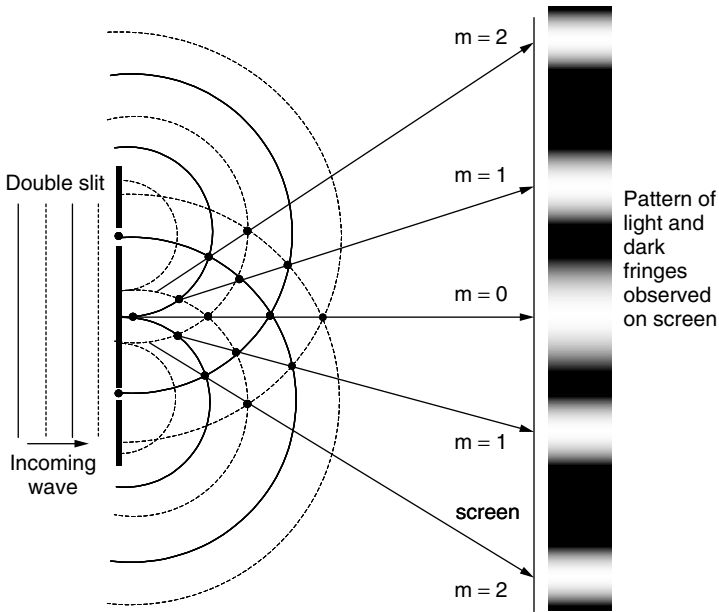 m = 2
m = 1
Double slit
Pattern of
light and
dark
fringes
observed
on screen
m = 0
m = 1
Incoming
wave
screen
m = 2